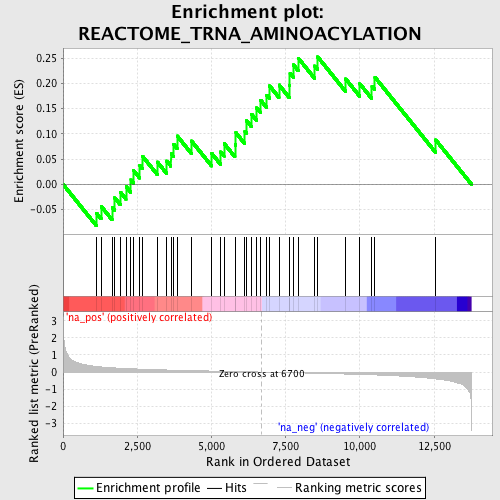 Enrichment plot:
REACTOME_TRNA_AMINOACYLATION
Enrichment score (ES)
0.25
0.20
0.15
0.10
0.05
0.00
-0.05
'na_pos' (positively correlated)
Ranked list metric (PreRanked)
3
2
1
0
-1
-2
-3
Zero cross at 6700
'na_neg' (negatively correlated)
0
2,500
5,000
7,500
10,000
12,500
Rank in Ordered Dataset
Enrichment profile
Hits
Ranking metric scores